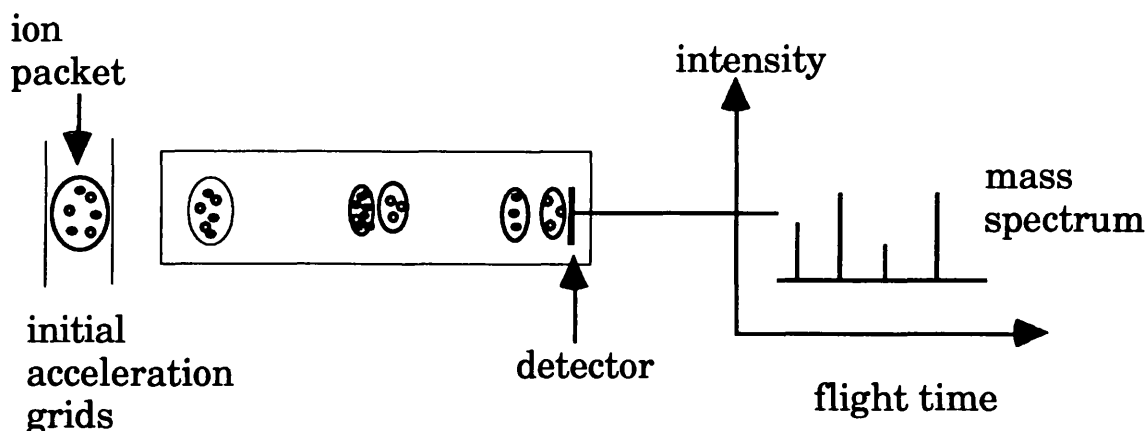 ion
packet
intensity
mass
spectrum
initial
acceleration
grids
detector
flight time